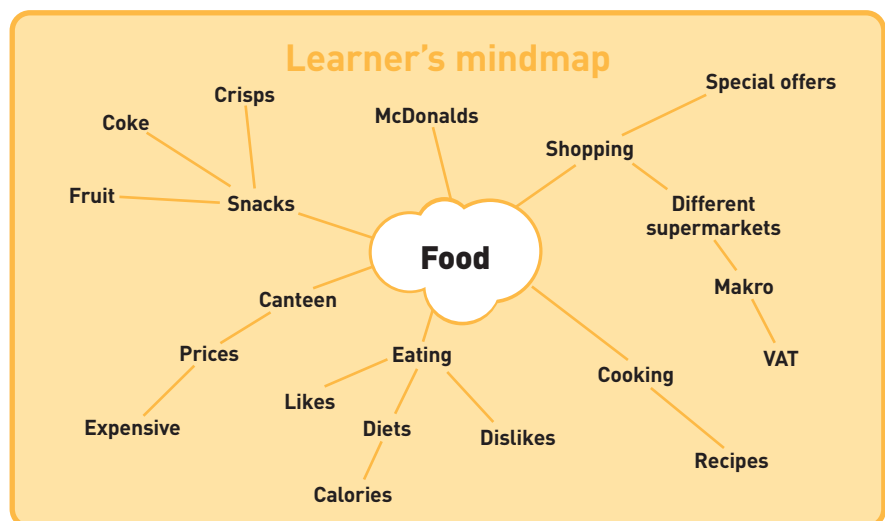 Learner's mindmap
Special offers
Crisps
McDonalds
Coke
Shopping
Fruit
Snacks
Different
supermarkets
Food
Makro
Canteen
Prices
Eating
VAT
Cooking
Likes
Expensive
Diets
Dislikes
Recipes
Calories